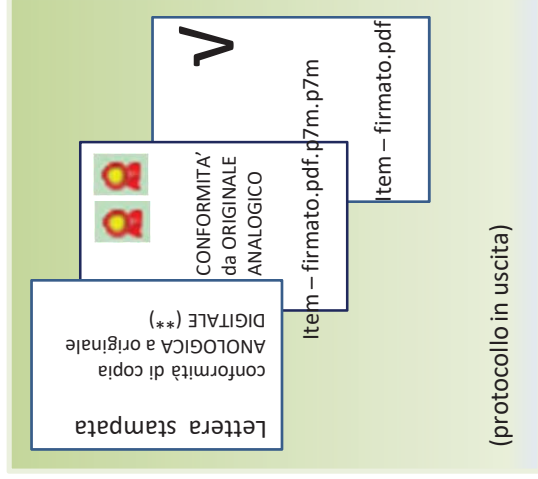 Lettera stampata
conformità di copia
ANOLOGICA a originale
DIGITALE (**)
CONFORMITA'
da ORIGINALE
ANALOGICO
Item – firmato.pdf.p7m.p7m
V
Item – firmato.pdf
(protocollo in uscita)